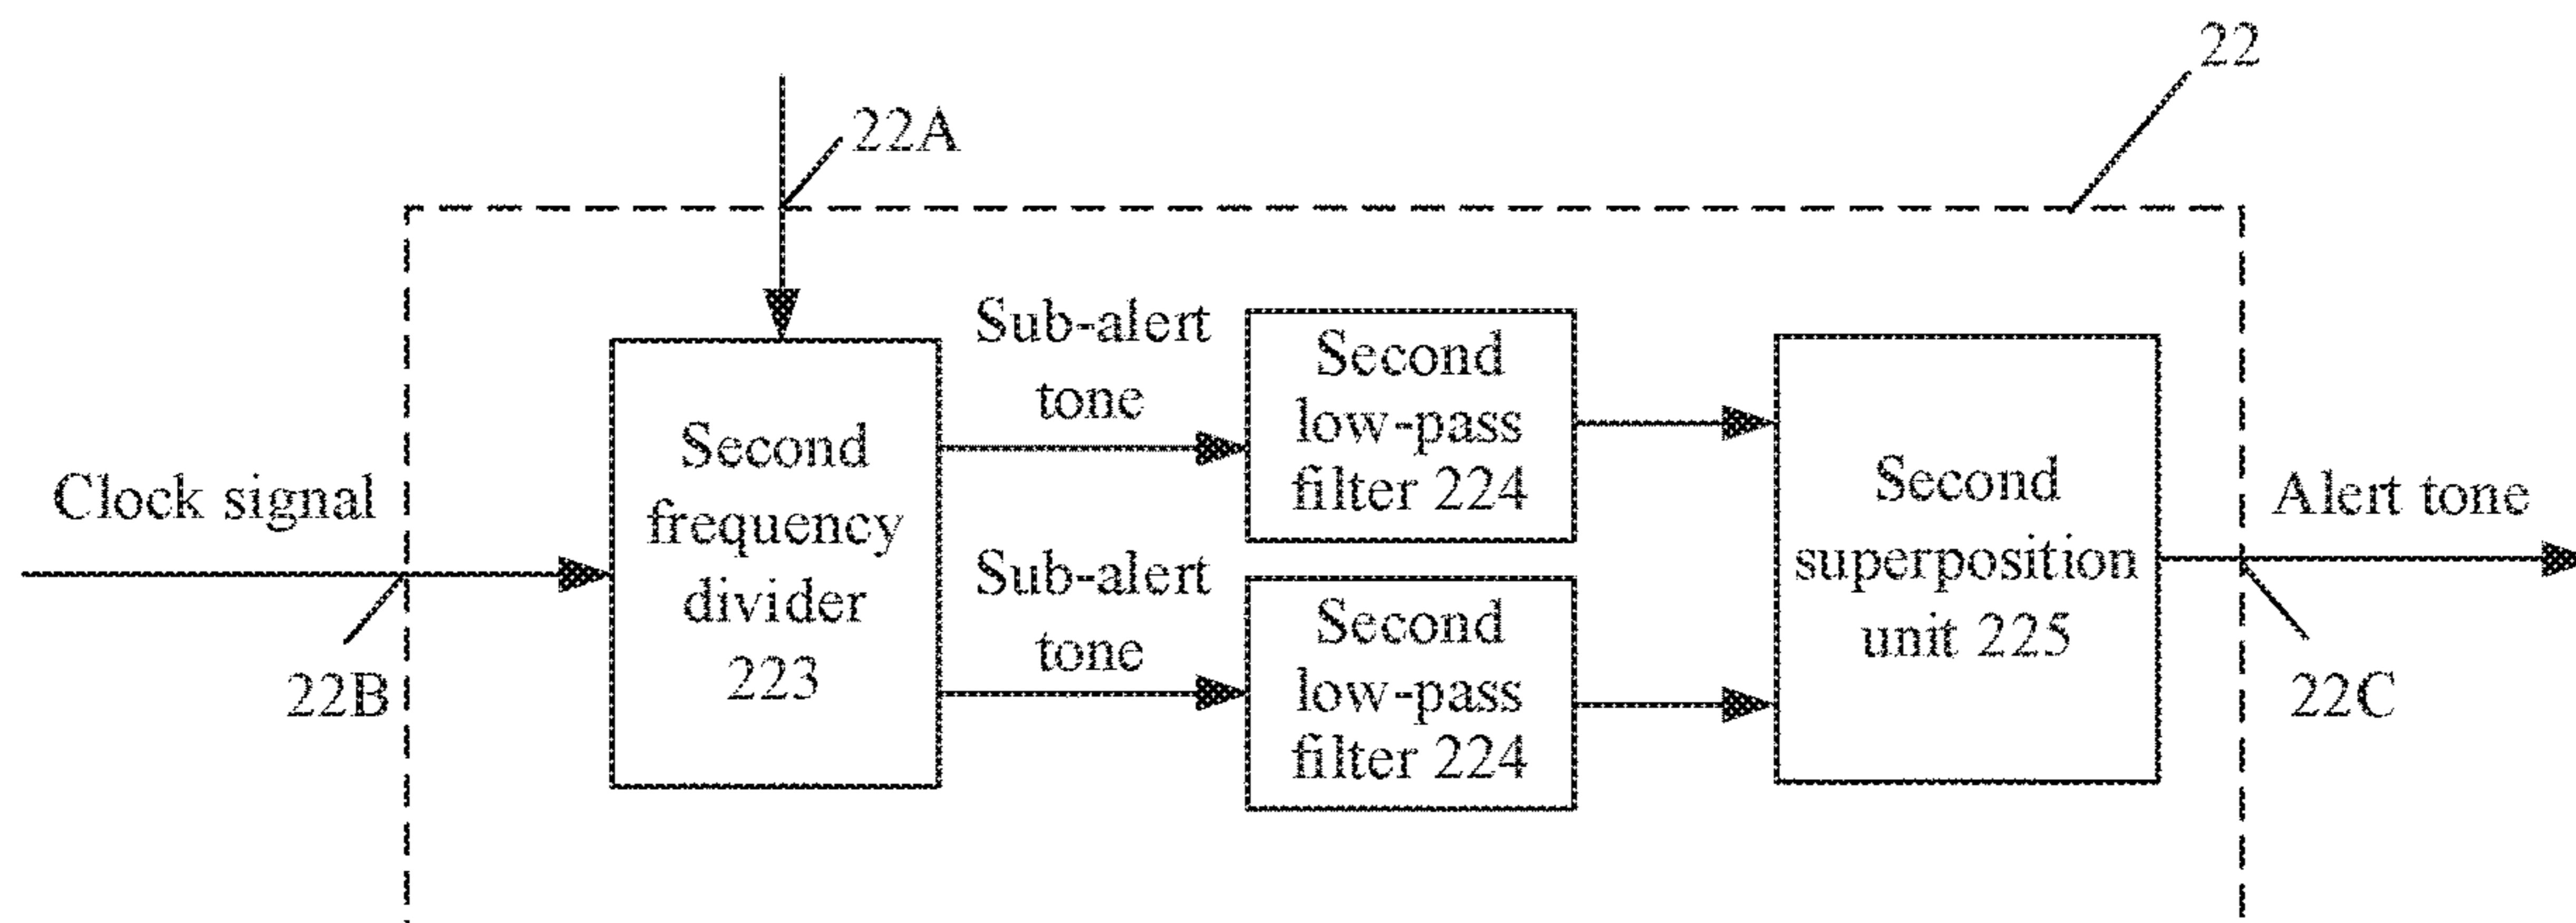 22
22A
Clock signal
22B
Second
frequency
divider
223
Sub-alert
tone
Sub-alert
tone
Second
low-pass
filter 224
Second
low-pass
filter 224
Second
superposition
unit 225
Alert tone
22C